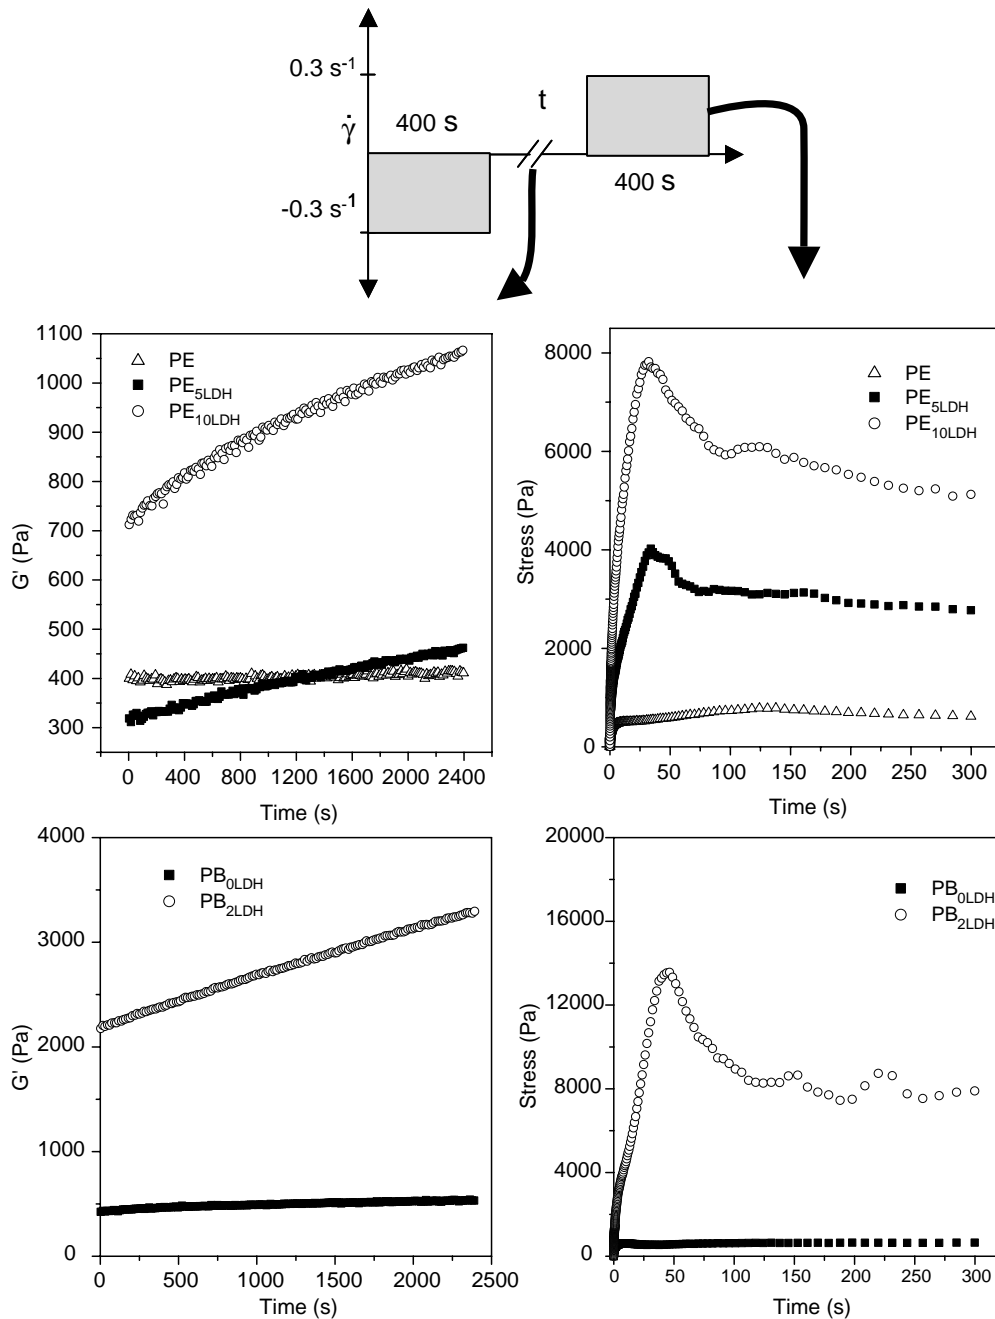 0.3 s-1
t
400 s
γ̇
-0.3 s-1
400 s
1100
1000
900
800
700
600
500
400
300
G' (Pa)
PE
PE5LDH
PE10LDH
0 400 800 1200 1600 2000 2400
Time (s)
8000
6000
4000
2000
0
Stress (Pa)
PE
PE5LDH
PE10LDH
0 50 100 150 200 250 300
Time (s)
4000
3000
2000
1000
0
G' (Pa)
PB0LDH
PB2LDH
0 500 1000 1500 2000 2500
Time (s)
20000
16000
12000
8000
4000
0
Stress (Pa)
PB0LDH
PB2LDH
0 50 100 150 200 250 300
Time (s)